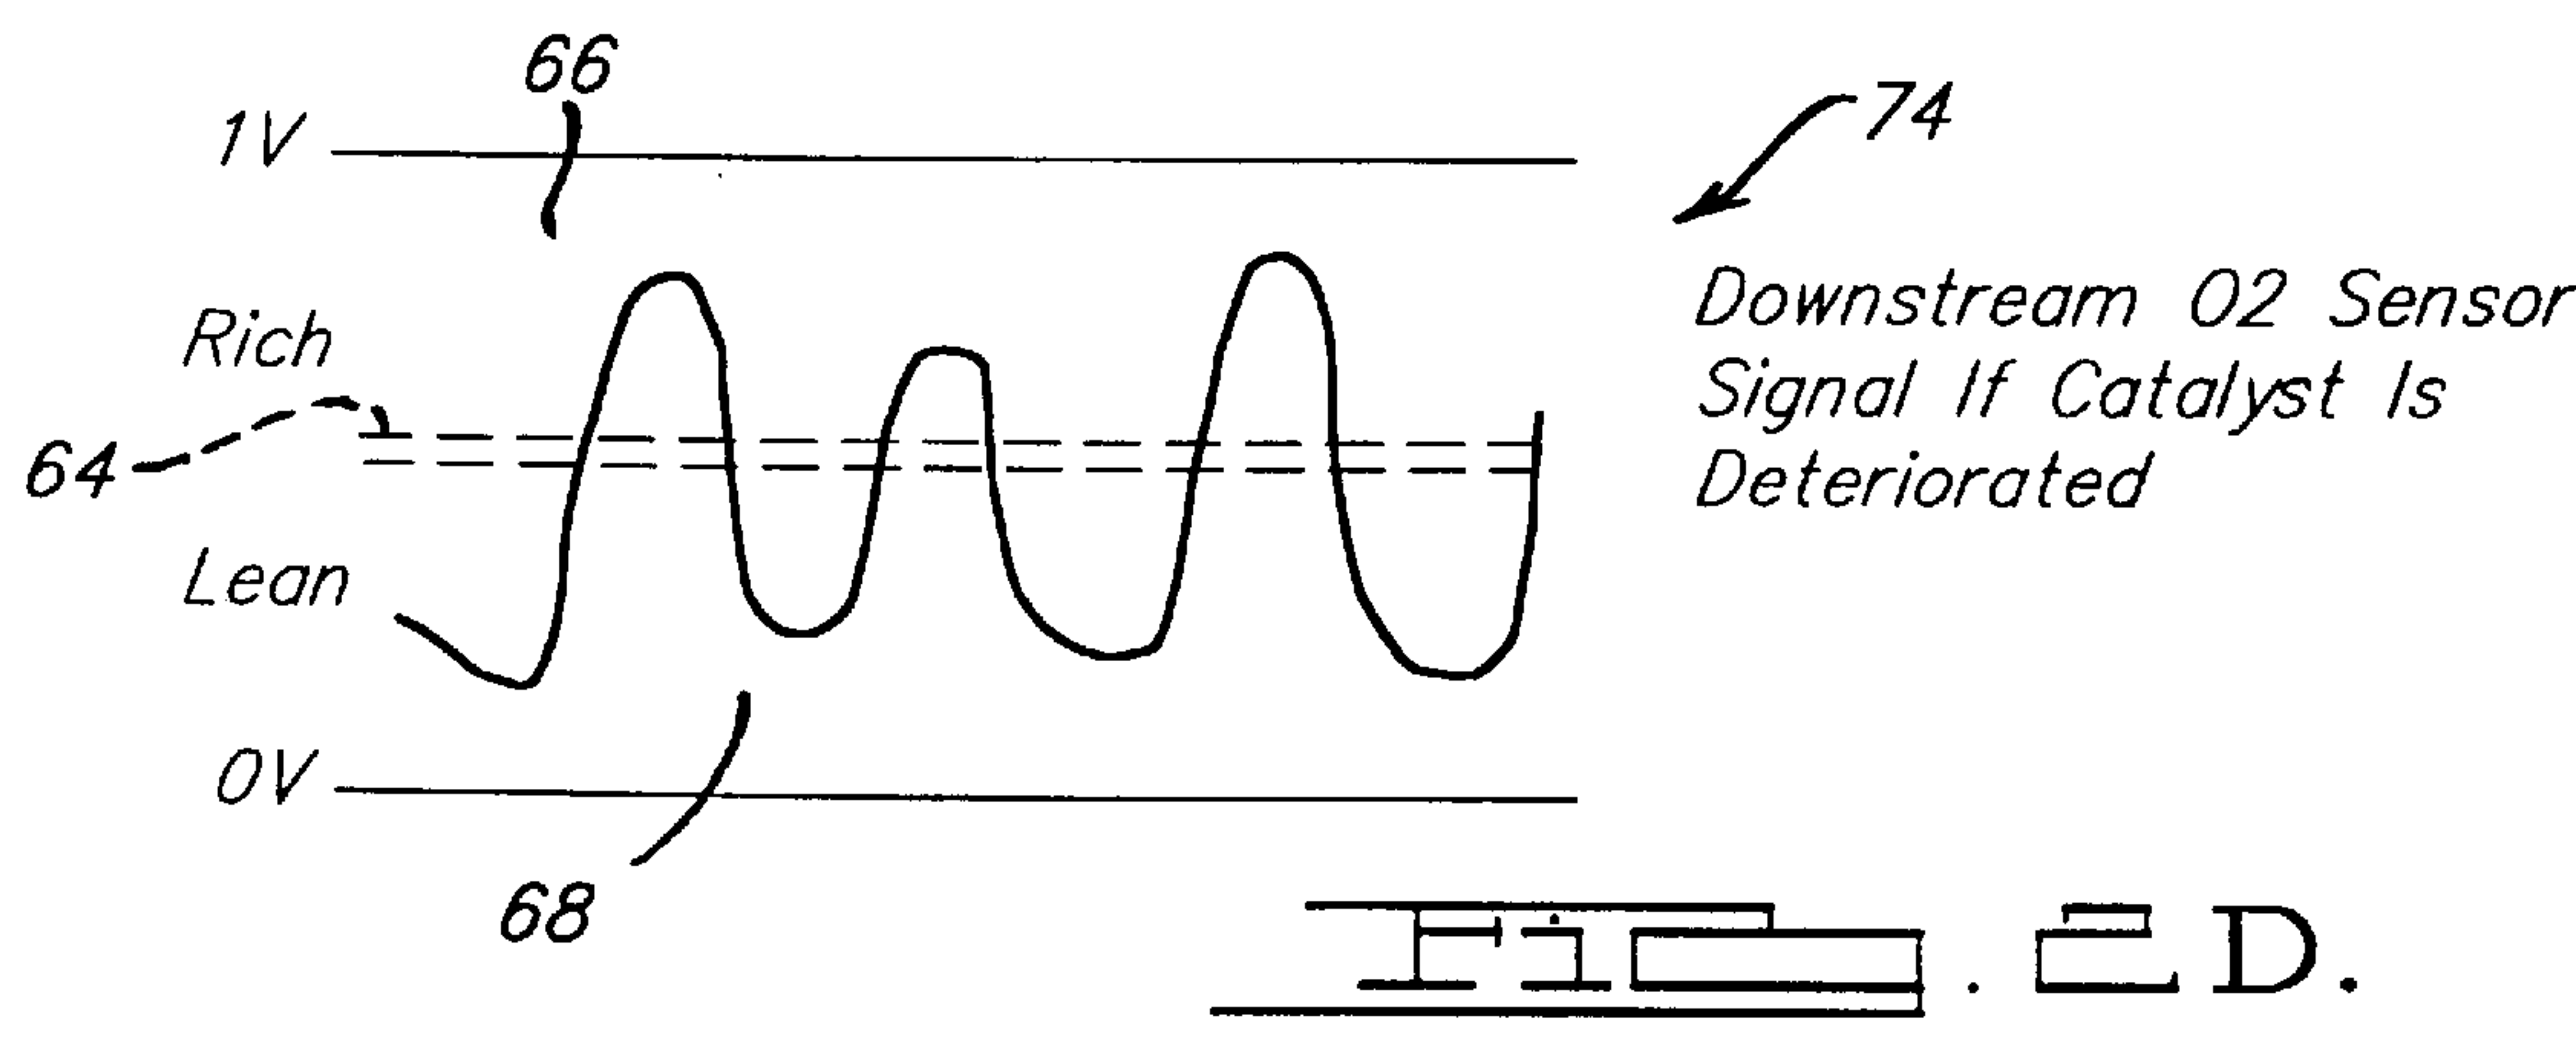 66
1V
74
Rich
Downstream O2 Sensor
Signal If Catalyst Is
Deteriorated
64
Lean
0V
68
Fig. 2D.